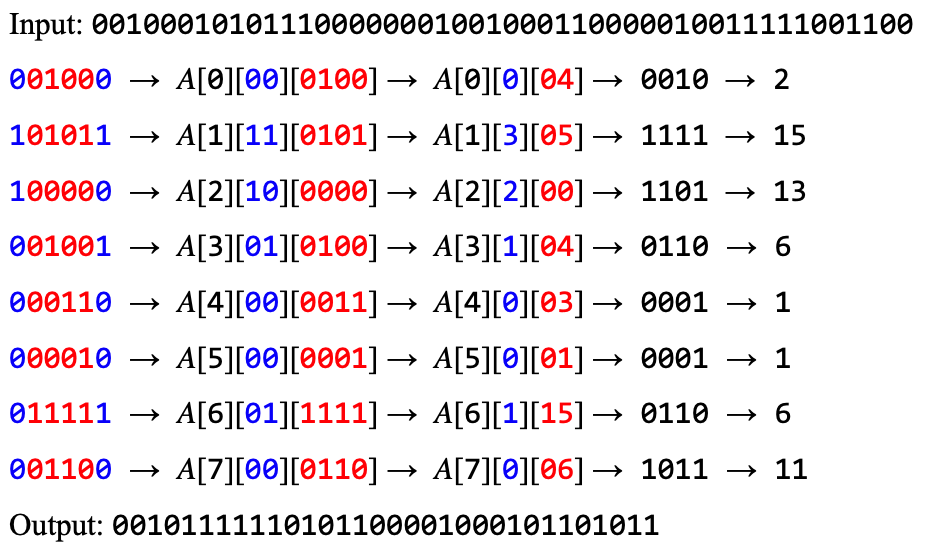 Input: 001000101011100000001001000110000010011111001100
001000 → A[0][00][0100] → A[0][0][04] → 0010 → 2
101011 → A[1][11][0101] → A[1][3][05] → 1111 → 15
100000 → A[2][10][0000] → A[2][2][00] → 1101 → 13
001001 → A[3][01][0100] → A[3][1][04] → 0110 → 6
000110 → A[4][00][0011] → A[4][0][03] → 0001 → 1
000010 → A[5][00][0001] → A[5][0][01] → 0001 → 1
011111 → A[6][01][1111] → A[6][1][15] → 0110 → 6
001100 → A[7][00][0110] → A[7][0][06] → 1011 → 11
Output: 00101111110101100001000101101011